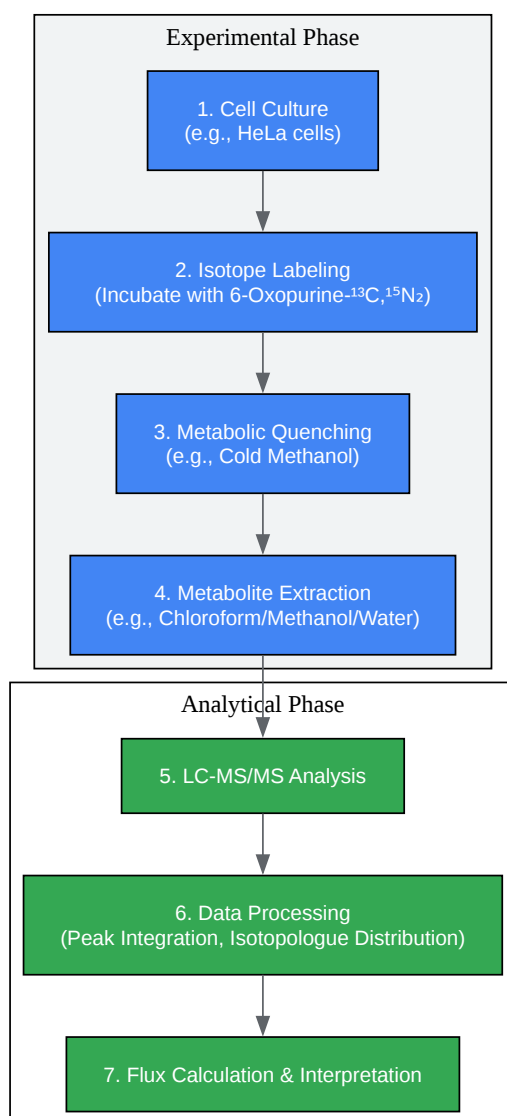 Experimental Phase
1. Cell Culture
(e.g., HeLa cells)
2. Isotope Labeling
(Incubate with 6-Oxopurine-¹³C,¹⁵N₂)
3. Metabolic Quenching
(e.g., Cold Methanol)
4. Metabolite Extraction
(e.g., Chloroform/Methanol/Water)
Analytical Phase
5. LC-MS/MS Analysis
6. Data Processing
(Peak Integration, Isotopologue Distribution)
7. Flux Calculation & Interpretation